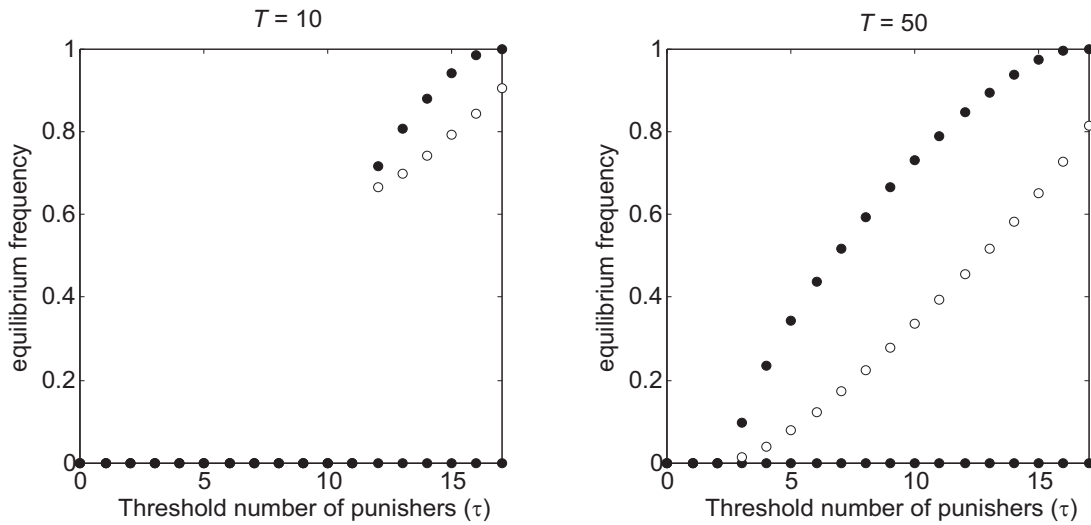 T = 10
1
0.8
0.6
0.4
0.2
0
equilibrium frequency
0 5 10 15
Threshold number of punishers (τ)
T = 50
1
0.8
0.6
0.4
0.2
0
equilibrium frequency
0 5 10 15
Threshold number of punishers (τ)